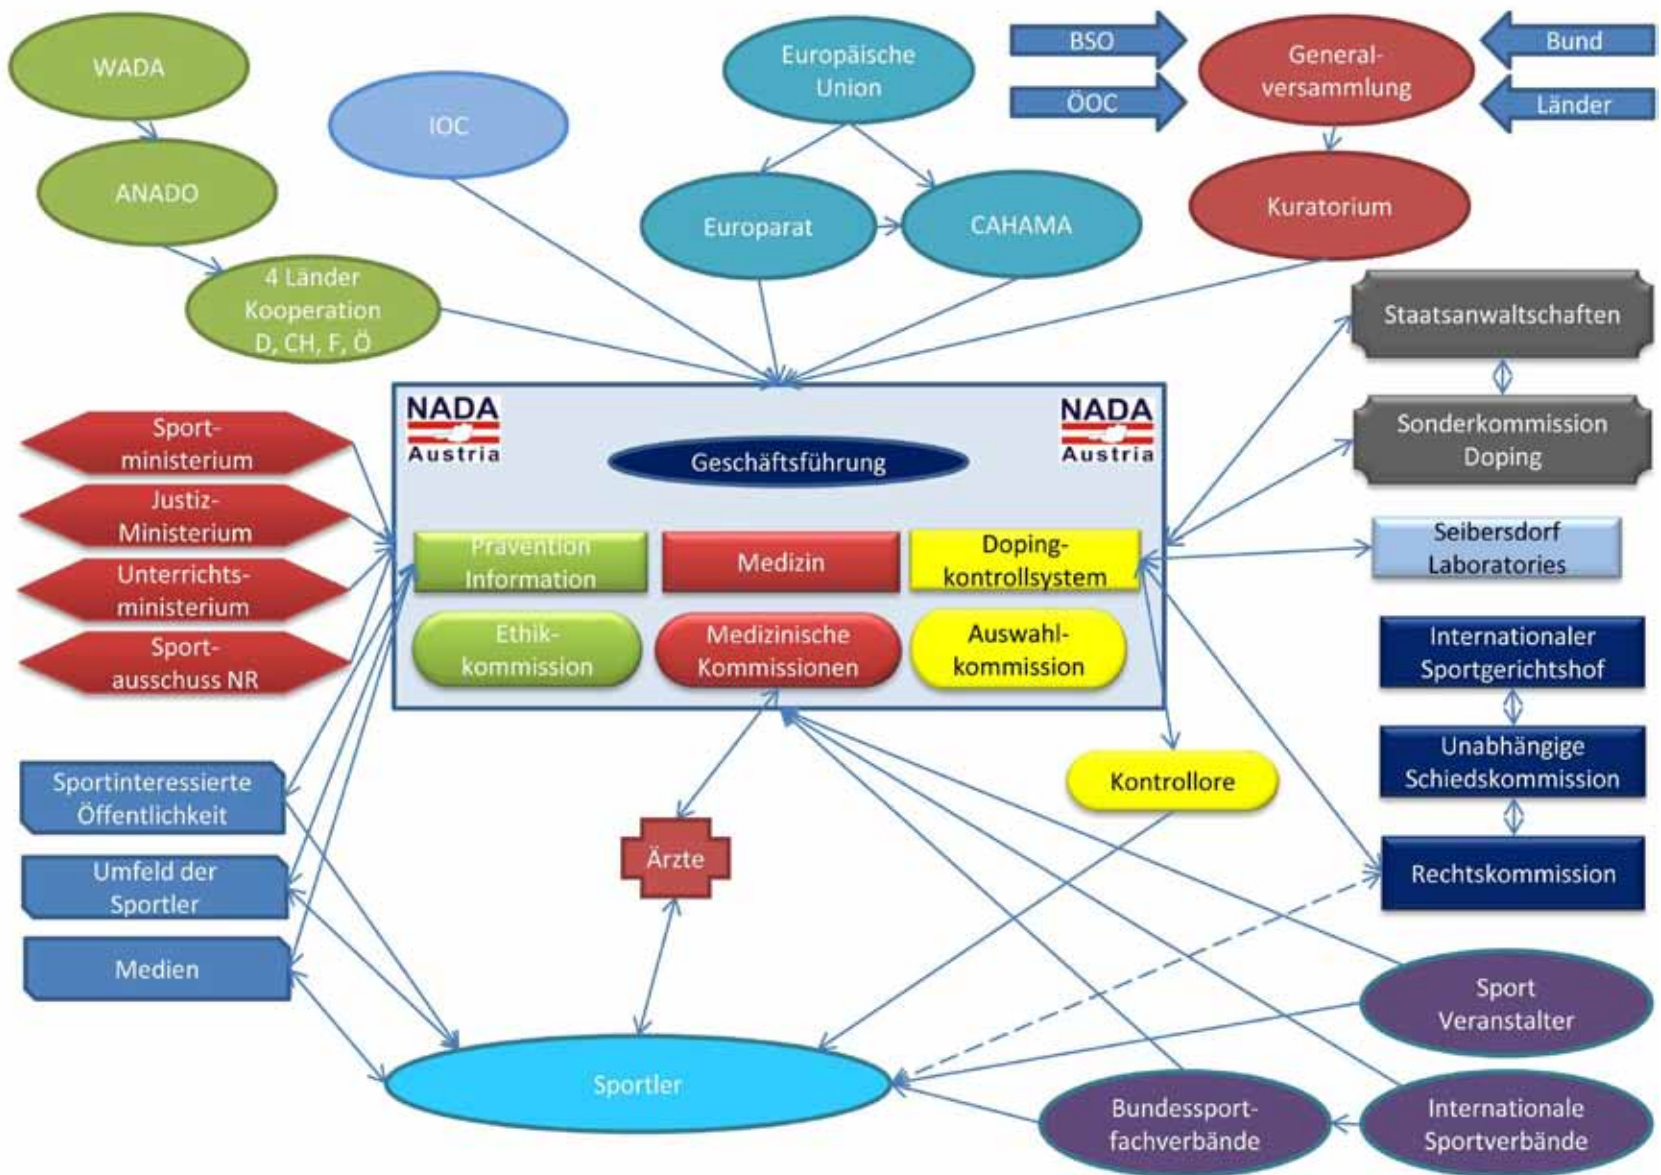 WADA
ANADO
4 Länder
Kooperation
D, CH, F, Ö
IOC
Europäische
Union
Europarat
CAHAMA
BSO
ÖOC
General-
versammlung
Bund
Länder
Kuratorium
Staatsanwaltschaften
Sonderkommission
Doping
Seibersdorf
Laboratories
Internationaler
Sportgerichtshof
Unabhängige
Schiedskommission
Rechtskommission
Sport-
ministerium
Justiz-
Ministerium
Unterrichts-
ministerium
Sport-
ausschuss NR
NADA
Austria
Geschäftsführung
NADA
Austria
Prävention
Information
Medizin
Doping-
kontrollsystem
Ethik-
kommission
Medizinische
Kommissionen
Auswahl-
kommission
Sportinteressierte
Öffentlichkeit
Umfeld der
Sportler
Medien
Ärzte
Kontrollore
Sportler
Sport
Veranstalter
Bundessport-
fachverbände
Internationale
Sportverbände